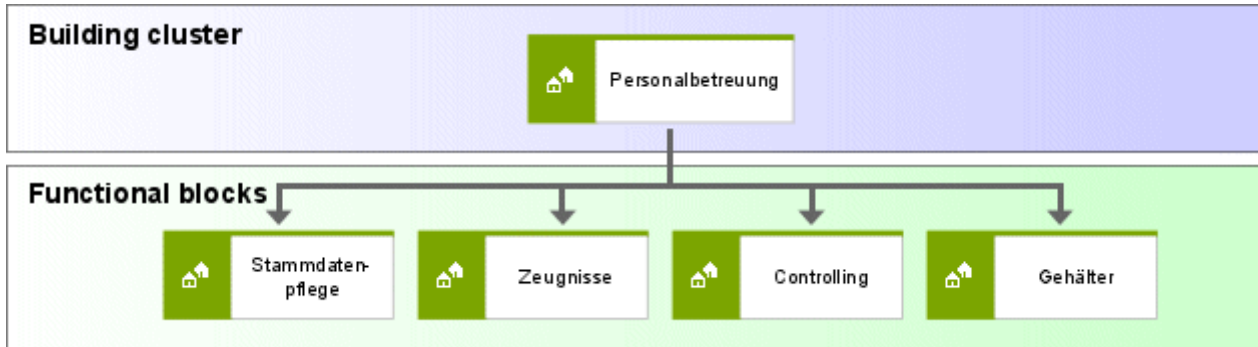 Building cluster
Personalbetreuung
Functional blocks
Stammdaten-
pflege
Zeugnisse
Controlling
Gehälter